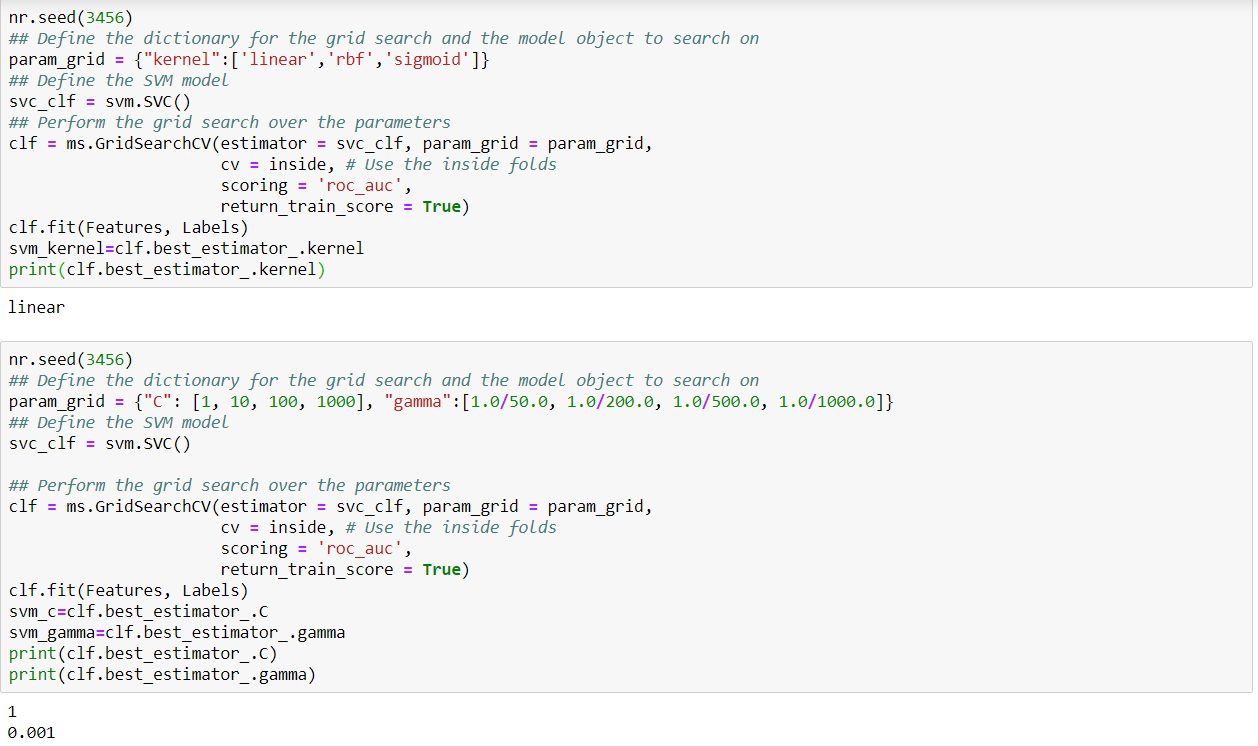 nr.seed(3456)
## Define the dictionary for the grid search and the model object to search on
param_grid = {"kernel":['linear','rbf','sigmoid']}
## Define the SVM model
svc_clf = svm.SVC()
## Perform the grid search over the parameters
clf = ms.GridSearchCV(estimator = svc_clf, param_grid = param_grid,
                      cv = inside, # Use the inside folds
                      scoring = 'roc_auc',
                      return_train_score = True)
clf.fit(Features, Labels)
svm_kernel=clf.best_estimator_.kernel
print(clf.best_estimator_.kernel)
linear
nr.seed(3456)
## Define the dictionary for the grid search and the model object to search on
param_grid = {"C": [1, 10, 100, 1000], "gamma":[1.0/50.0, 1.0/200.0, 1.0/500.0, 1.0/1000.0]}
## Define the SVM model
svc_clf = svm.SVC()
## Perform the grid search over the parameters
clf = ms.GridSearchCV(estimator = svc_clf, param_grid = param_grid,
                      cv = inside, # Use the inside folds
                      scoring = 'roc_auc',
                      return_train_score = True)
clf.fit(Features, Labels)
svm_c=clf.best_estimator_.C
svm_gamma=clf.best_estimator_.gamma
print(clf.best_estimator_.C)
print(clf.best_estimator_.gamma)
1
0.001